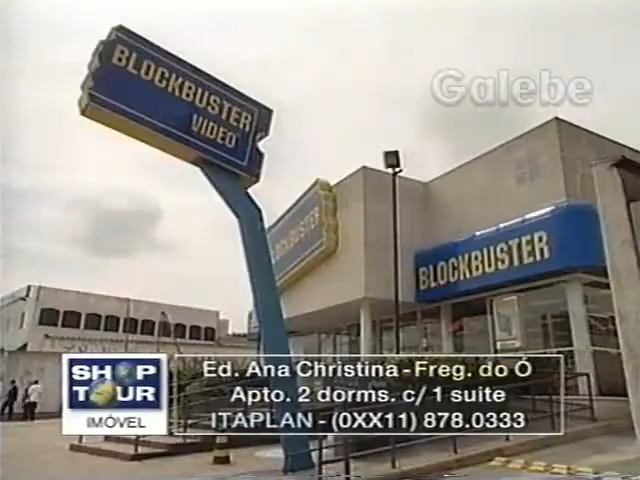 BLOCKBUSTER
VIDEO
Galebe
BLOCKBUSTER
BLOCKBUSTER
SHOP
TOUR
IMÓVEL
Ed. Ana Christina - Freg. do Ó
Apto. 2 dorms. c/ 1 suite
ITAPLAN - (0XX11) 878.0333